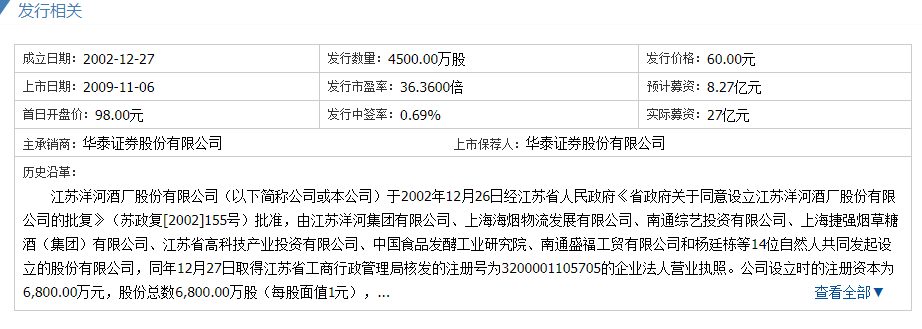 发行相关
成立日期：2002-12-27 发行数量：4500.00万股 发行价格：60.00元
上市日期：2009-11-06 发行市盈率：36.3600倍 预计募资：8.27亿元
首日开盘价：98.00元 发行中签率：0.69% 实际募资：27亿元
主承销商：华泰证券股份有限公司 上市保荐人：华泰证券股份有限公司
历史沿革：
江苏洋河酒厂股份有限公司（以下简称公司或本公司）于2002年12月26日经江苏省人民政府《省政府关于同意设立江苏洋河酒厂股份有限
公司的批复》（苏政复[2002]155号）批准，由江苏洋河集团有限公司、上海海烟物流发展有限公司、南通综艺投资有限公司、上海捷强烟草糖
酒（集团）有限公司、江苏省高科技产业投资有限公司、中国食品发酵工业研究院、南通盛福工贸有限公司和杨廷栋等14位自然人共同发起设
立的股份有限公司，同年12月27日取得江苏省工商行政管理局核发的注册号为3200001105705的企业法人营业执照。公司设立时的注册资本为
6,800.00万元，股份总数6,800.00万股（每股面值1元），... 查看全部▼